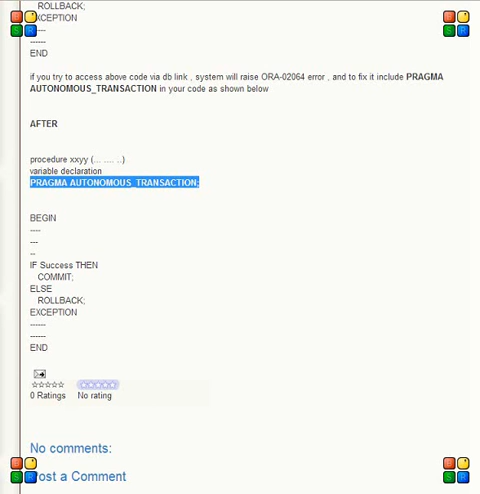 ROLLBACK;
EXCEPTION
------
END
if you try to access above code via db link , system will raise ORA-02064 error , and to fix it include PRAGMA
AUTONOMOUS_TRANSACTION in your code as shown below
AFTER
procedure xxyy (... .... ..)
variable declaration
PRAGMA AUTONOMOUS_TRANSACTION;
BEGIN
----
---
--
IF Success THEN
COMMIT;
ELSE
ROLLBACK;
EXCEPTION
------
------
END
0 Ratings No rating
No comments:
Post a Comment